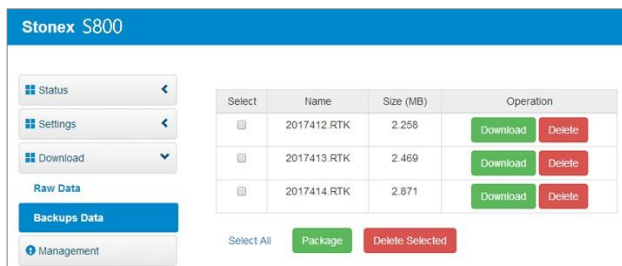 Stonex S800
Status
Settings
Download
Raw Data
Backups Data
Management
Select Name Size (MB) Operation
2017412.RTK 2.258 Download Delete
2017413.RTK 2.469 Download Delete
2017414.RTK 2.871 Download Delete
Select All Package Delete Selected